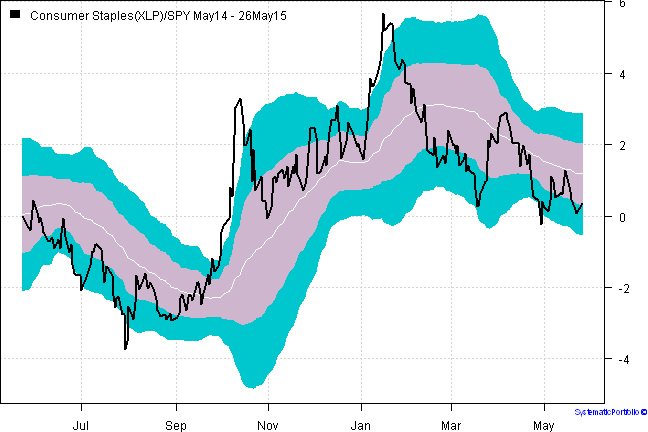 Consumer Staples(XLP)/SPY May14 - 26May15
6
4
2
0
-2
-4
Jul Sep Nov Jan Mar May
SystematicPortfolio ©